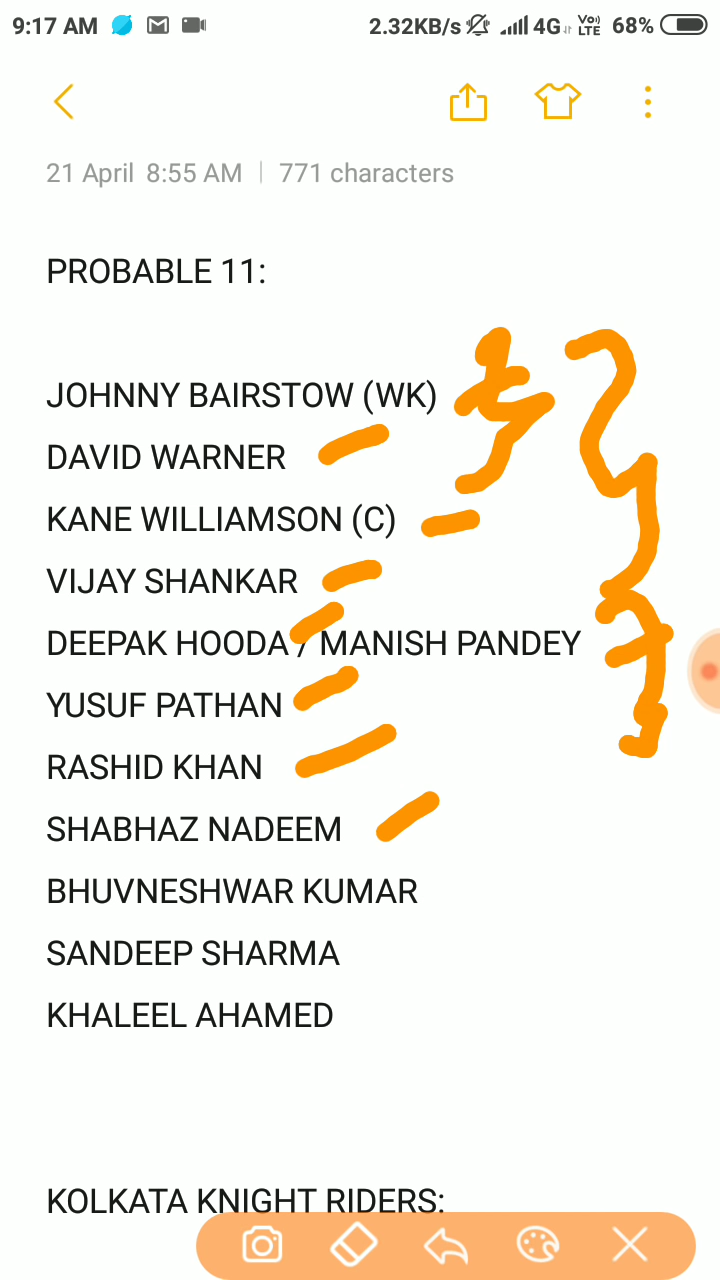 9:17 AM 2.32KB/s 4G Vo)) LTE 68%
21 April 8:55 AM | 771 characters
PROBABLE 11:
JOHNNY BAIRSTOW (WK)
DAVID WARNER
KANE WILLIAMSON (C)
VIJAY SHANKAR
DEEPAK HOODA / MANISH PANDEY
YUSUF PATHAN
RASHID KHAN
SHABHAZ NADEEM
BHUVNESHWAR KUMAR
SANDEEP SHARMA
KHALEEL AHAMED
KOLKATA KNIGHT RIDERS: